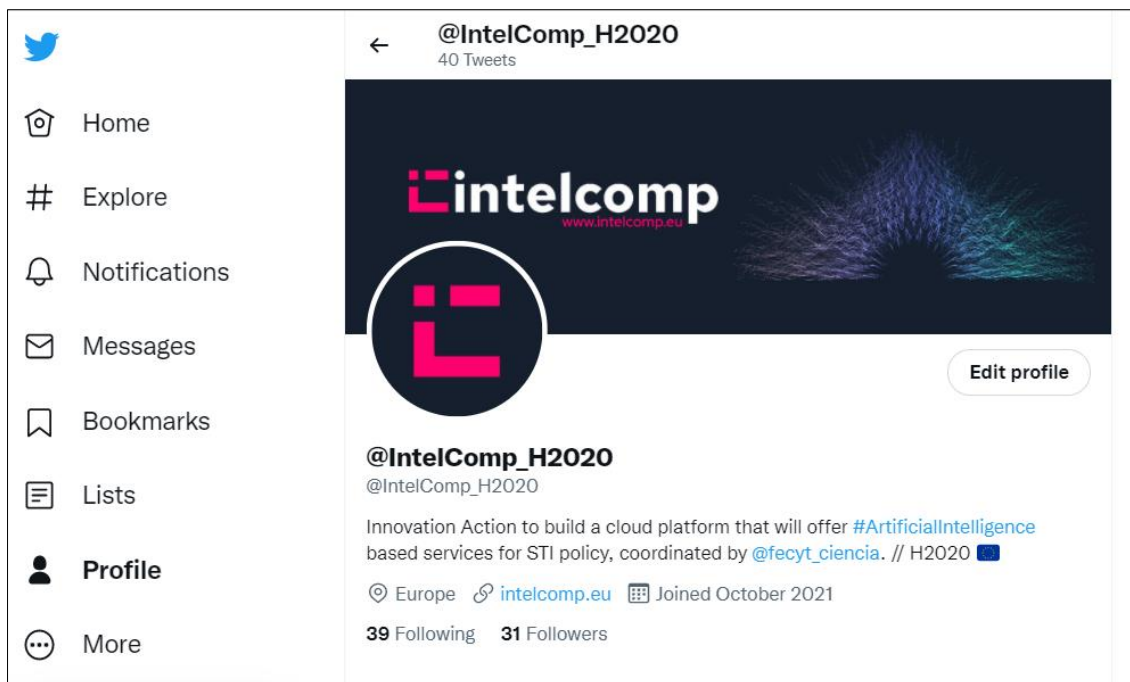 Home
Explore
Notifications
Messages
Bookmarks
Lists
Profile
More
@IntelComp_H2020
40 Tweets
intelcomp
www.intelcomp.eu
Edit profile
@IntelComp_H2020
@IntelComp_H2020
Innovation Action to build a cloud platform that will offer #ArtificialIntelligence
based services for STI policy, coordinated by @fecyt_ciencia. // H2020 🇪🇺
Europe intelcomp.eu Joined October 2021
39 Following 31 Followers